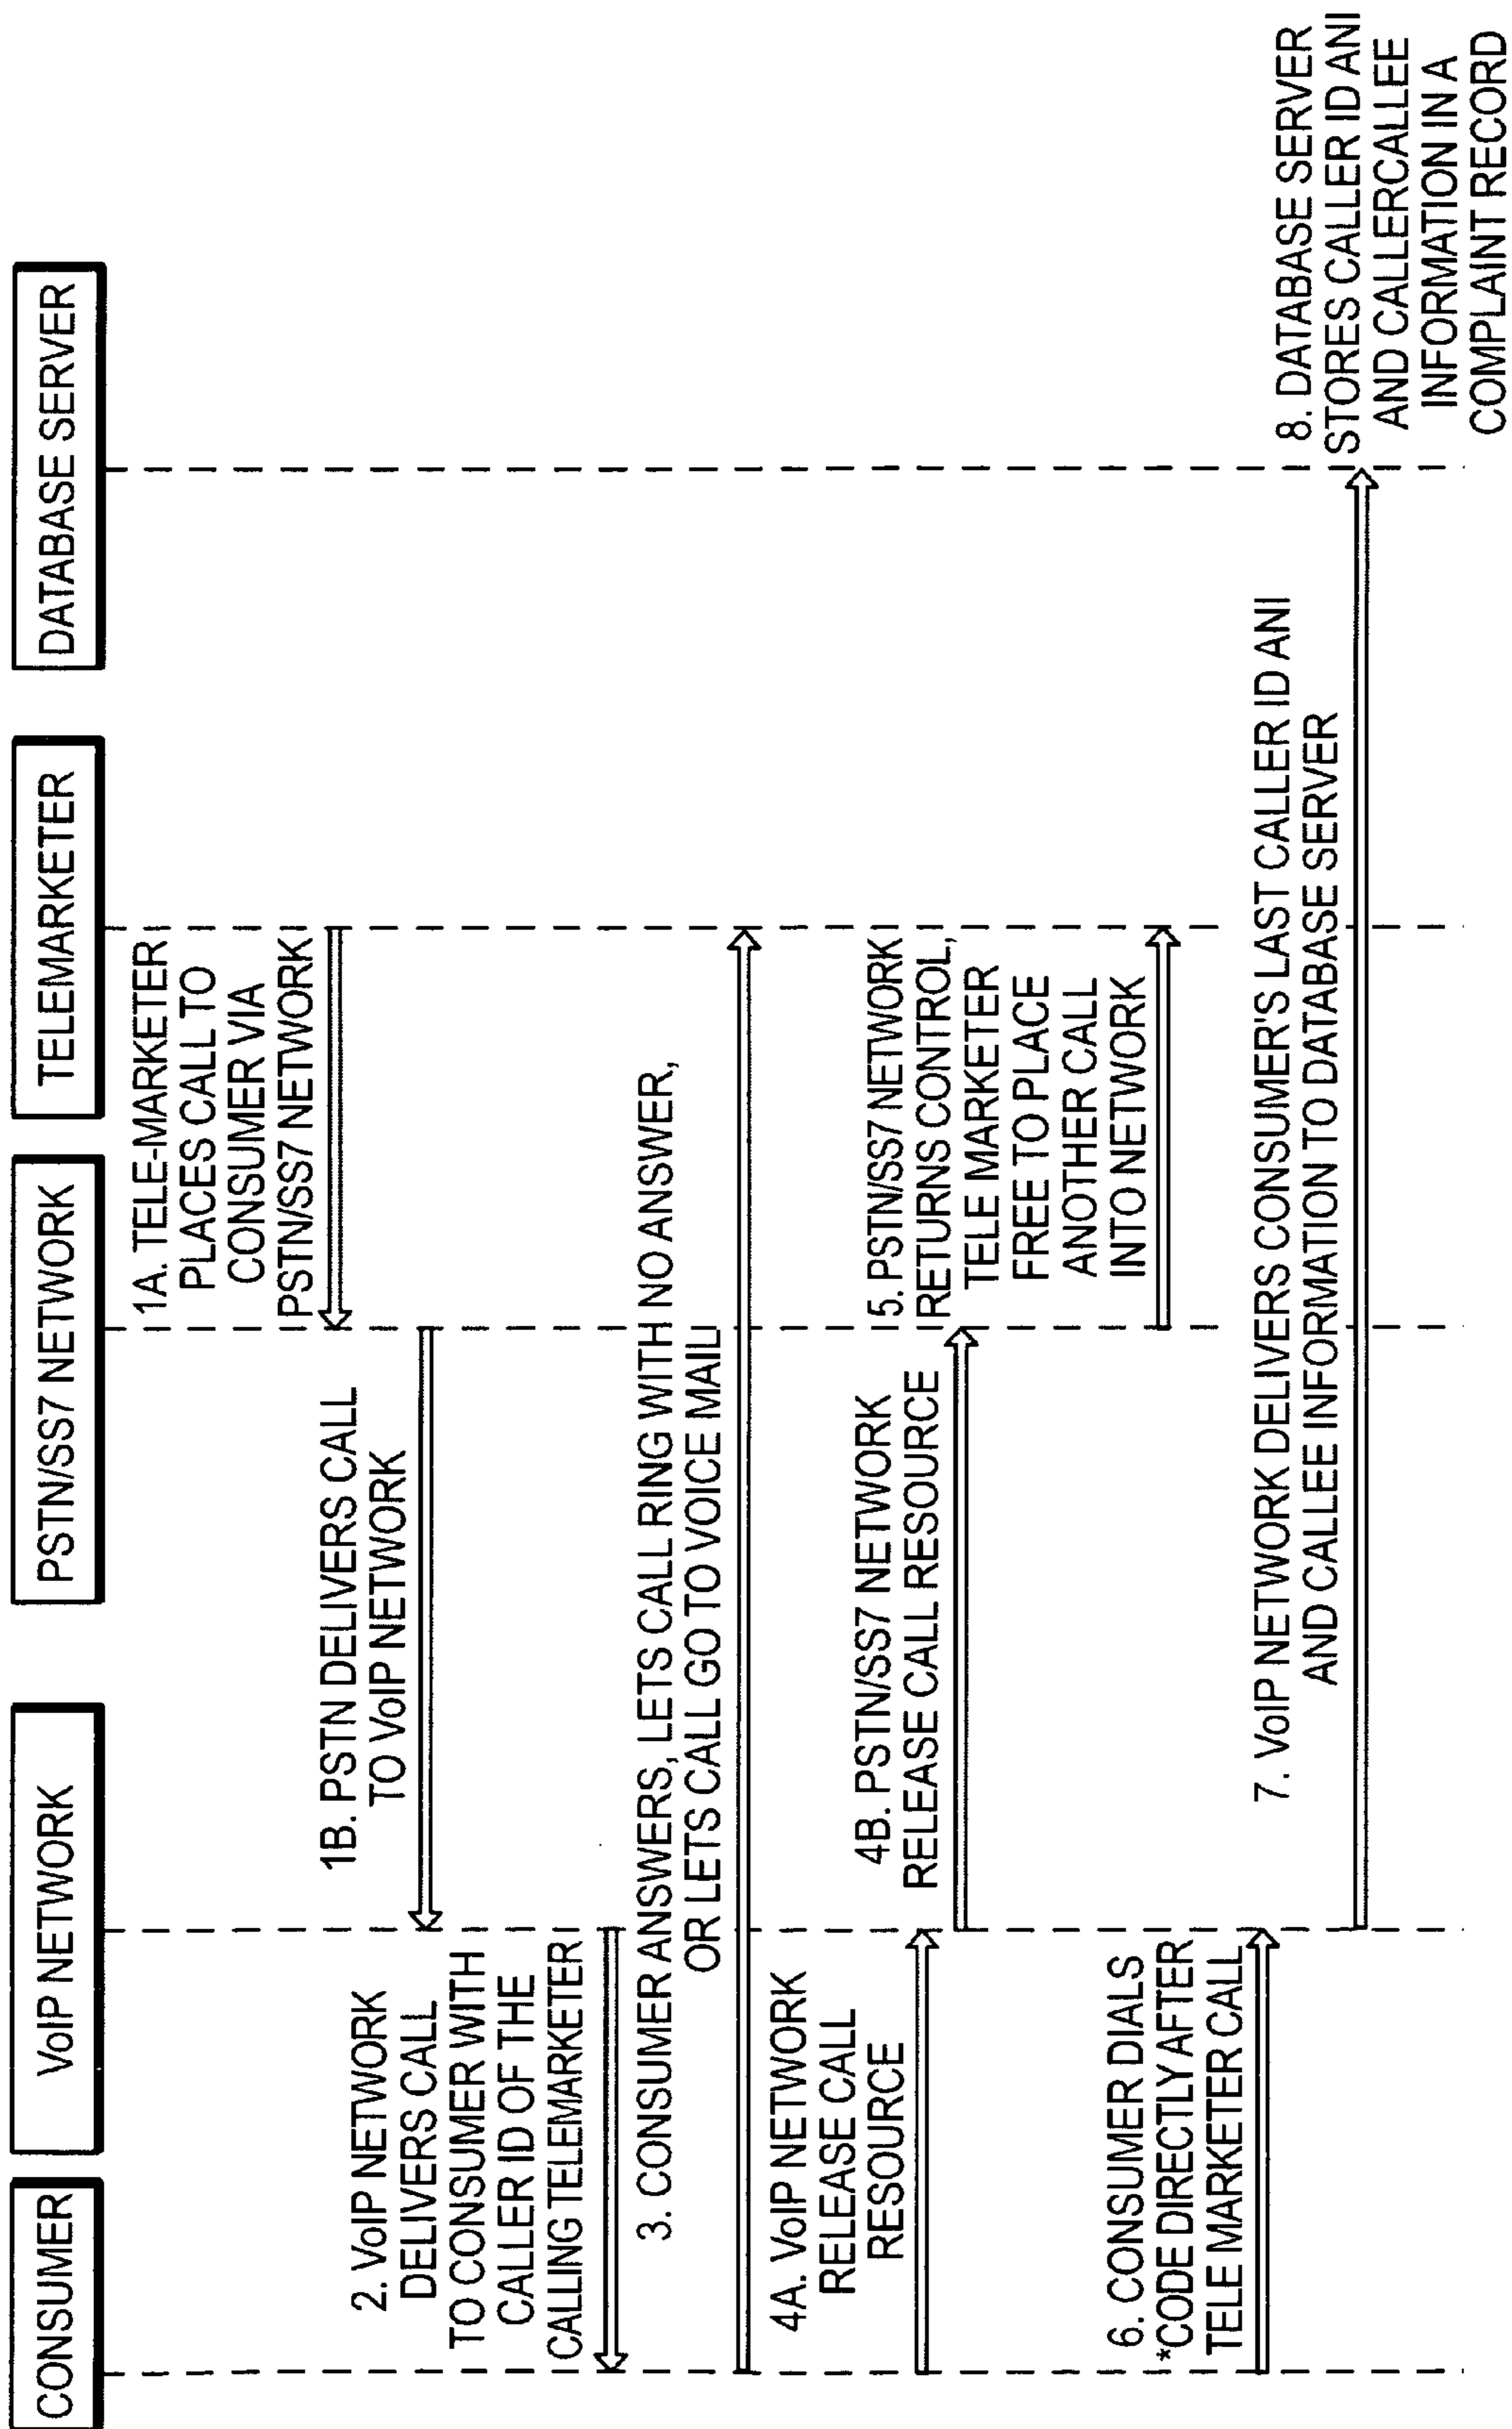 CONSUMER
VoIP NETWORK
PSTN/SS7 NETWORK
TELEMARKETER
DATABASE SERVER
1A. TELE-MARKETER
PLACES CALL TO
CONSUMER VIA
PSTN/SS7 NETWORK
1B. PSTN DELIVERS CALL
TO VoIP NETWORK
2. VoIP NETWORK
DELIVERS CALL
TO CONSUMER WITH
CALLER ID OF THE
CALLING TELEMARKETER
3. CONSUMER ANSWERS, LETS CALL RING WITH NO ANSWER,
OR LETS CALL GO TO VOICE MAIL
4A. VoIP NETWORK
RELEASE CALL
RESOURCE
4B. PSTN/SS7 NETWORK
RELEASE CALL RESOURCE
5. PSTN/SS7 NETWORK
RETURNS CONTROL,
TELE MARKETER
FREE TO PLACE
ANOTHER CALL
INTO NETWORK
6. CONSUMER DIALS
*CODE DIRECTLY AFTER
TELE MARKETER CALL
7. VoIP NETWORK DELIVERS CONSUMER'S LAST CALLER ID ANI
AND CALLEE INFORMATION TO DATABASE SERVER
8. DATABASE SERVER
STORES CALLER ID ANI
AND CALLERCALLEE
INFORMATION IN A
COMPLAINT RECORD